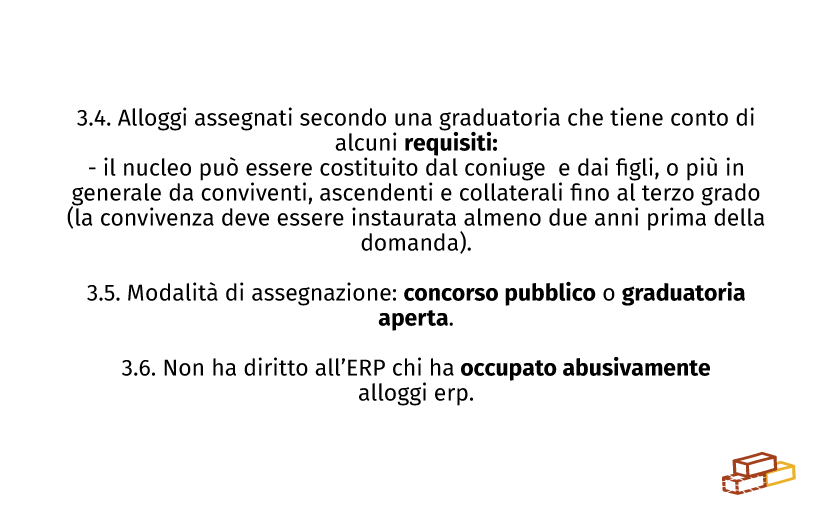 3.4. Alloggi assegnati secondo una graduatoria che tiene conto di
alcuni requisiti:
- il nucleo può essere costituito dal coniuge  e dai figli, o più in
generale da conviventi, ascendenti e collaterali fino al terzo grado
(la convivenza deve essere instaurata almeno due anni prima della
domanda).
3.5. Modalità di assegnazione: concorso pubblico o graduatoria
aperta.
3.6. Non ha diritto all’ERP chi ha occupato abusivamente
alloggi erp.